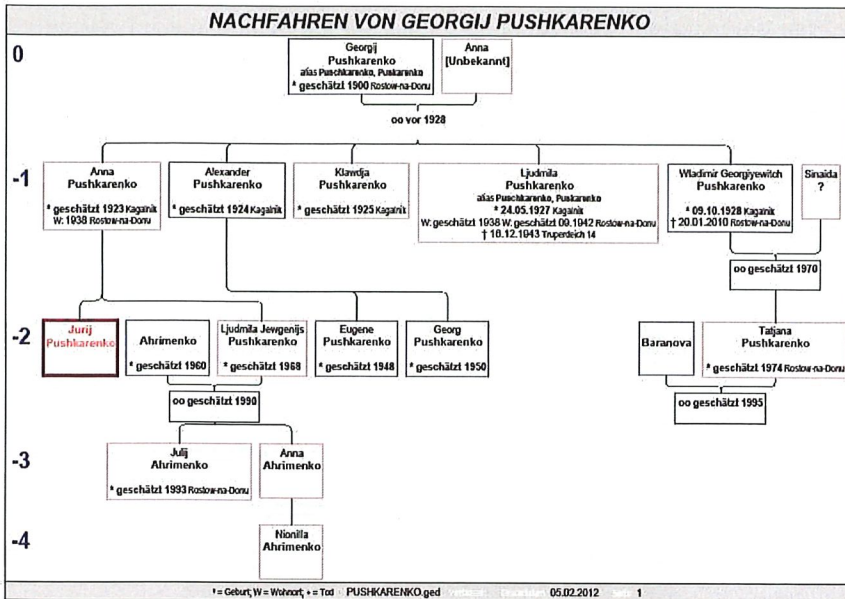 NACHFAHREN VON GEORGIJ PUSHKARENKO
0
Georgij
Pushkarenko
alias Puschkarenko, Puskarenko
* geschätzt 1900 Rostow-na-Donu
Anna
[Unbekannt]
oo vor 1928
-1
Anna
Pushkarenko
* geschätzt 1923 Kagalnik
W: 1938 Rostow-na-Donu
Alexander
Pushkarenko
* geschätzt 1924 Kagalnik
Klawdja
Pushkarenko
* geschätzt 1925 Kagalnik
Ljudmila
Pushkarenko
alias Puschkarenko, Puskarenko
* 24.05.1927 Kagalnik
W: geschätzt 1938 W: geschätzt 09.1942 Rostow-na-Donu
† 16.12.1943 Truperdeich 14
Wladimir Georgiyewitch
Pushkarenko
* 09.10.1928 Kagalnik
† 20.01.2010 Rostow-na-Donu
Sinaida
?
oo geschätzt 1970
-2
Jurij
Pushkarenko
Ahrimenko
* geschätzt 1960
Ljudmila Jewgenijs
Pushkarenko
* geschätzt 1968
Eugene
Pushkarenko
* geschätzt 1948
Georg
Pushkarenko
* geschätzt 1950
Baranova
Tatjana
Pushkarenko
* geschätzt 1974 Rostow-na-Donu
oo geschätzt 1990
oo geschätzt 1995
-3
Julij
Ahrimenko
* geschätzt 1993 Rostow-na-Donu
Anna
Ahrimenko
-4
Nionilla
Ahrimenko
* = Geburt; W = Wohnort; + = Tod PUSHKARENKO.ged 05.02.2012 1